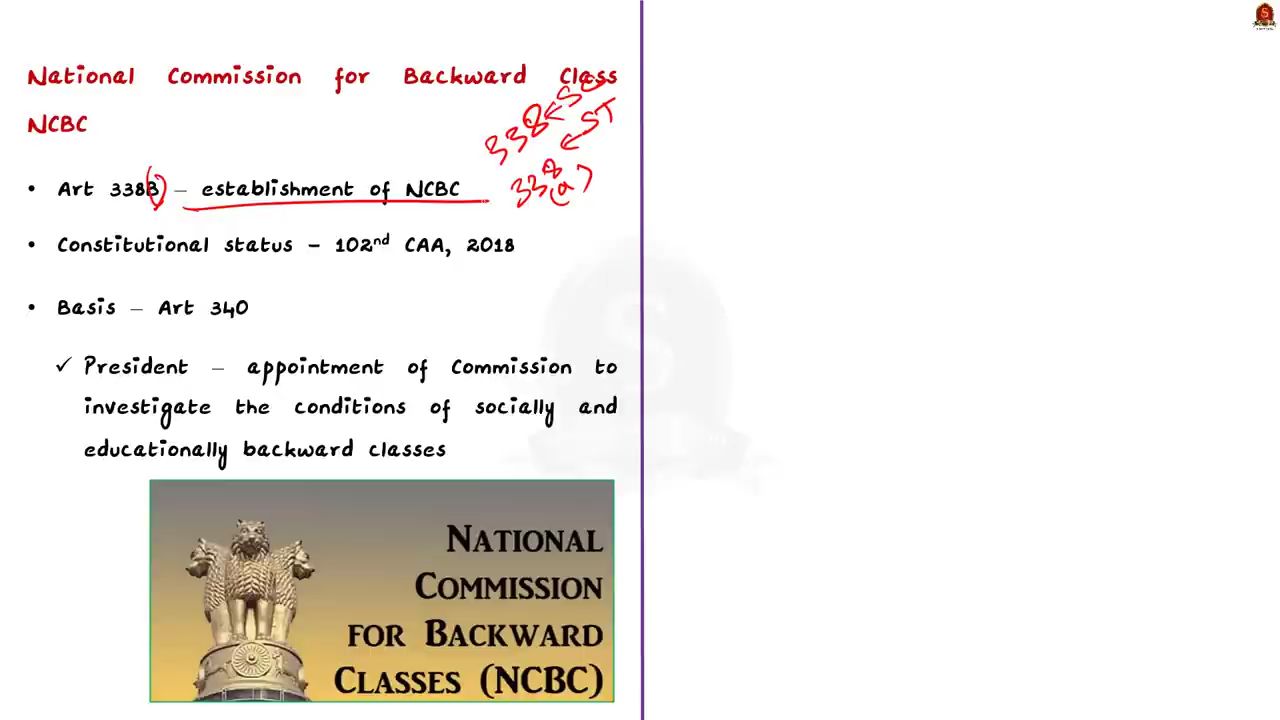 National Commission for Backward Class
NCBC
338 ← SC
← ST
338(a)
• Art 338B – establishment of NCBC
• Constitutional status – 102nd CAA, 2018
• Basis – Art 340
✓ President – appointment of Commission to
investigate the conditions of socially and
educationally backward classes
NATIONAL
COMMISSION
FOR BACKWARD
CLASSES (NCBC)